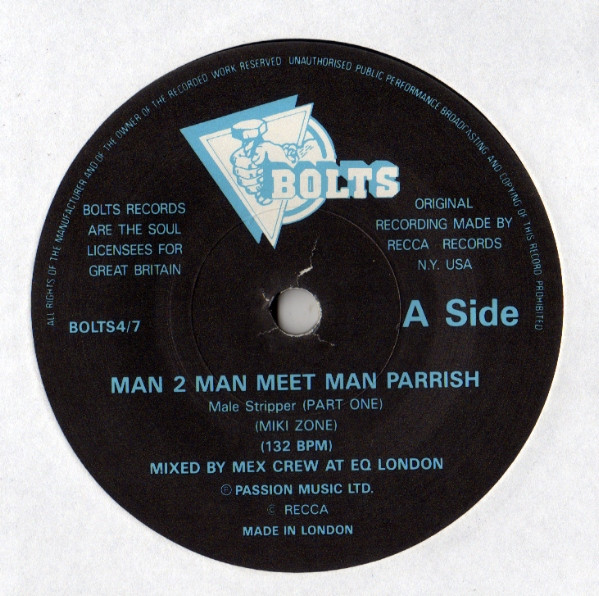 ALL RIGHTS OF THE MANUFACTURER AND OF THE OWNER OF THE RECORDED WORK RESERVED UNAUTHORISED PUBLIC PERFORMANCE BROADCASTING AND COPYING OF THIS RECORD PROHIBITED
BOLTS
BOLTS RECORDS
ARE THE SOUL
LICENSEES FOR
GREAT BRITAIN
ORIGINAL
RECORDING MADE BY
RECCA RECORDS
N.Y. USA
BOLTS4/7
A Side
MAN 2 MAN MEET MAN PARRISH
Male Stripper (PART ONE)
(MIKI ZONE)
(132 BPM)
MIXED BY MEX CREW AT EQ LONDON
℗ PASSION MUSIC LTD.
© RECCA
MADE IN LONDON